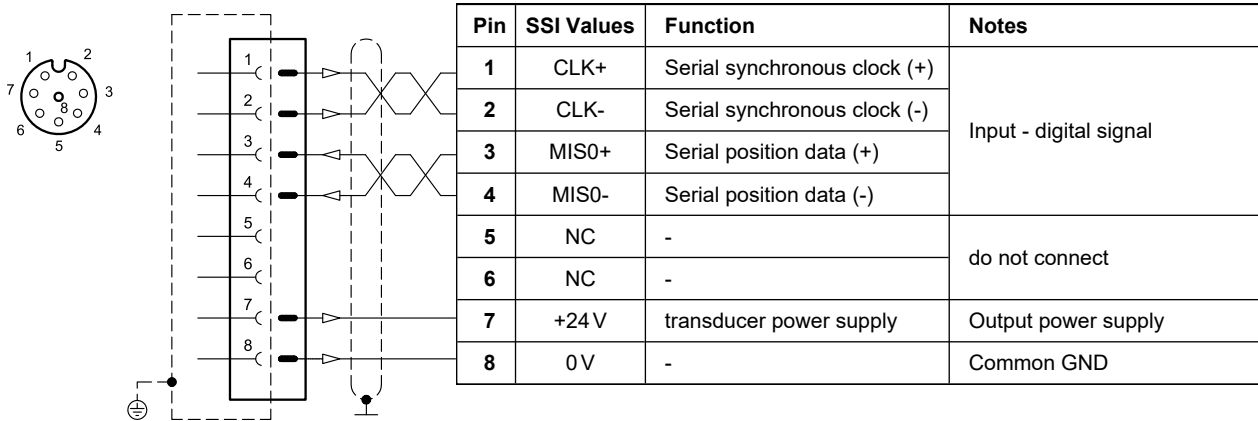 1 2
7 8 3
6 4
5
1
2
3
4
5
6
7
8
Pin SSI Values Function Notes
1 CLK+ Serial synchronous clock (+)
2 CLK- Serial synchronous clock (-)
Input - digital signal
3 MIS0+ Serial position data (+)
4 MIS0- Serial position data (-)
5 NC -
do not connect
6 NC -
7 +24 V transducer power supply Output power supply
8 0 V - Common GND